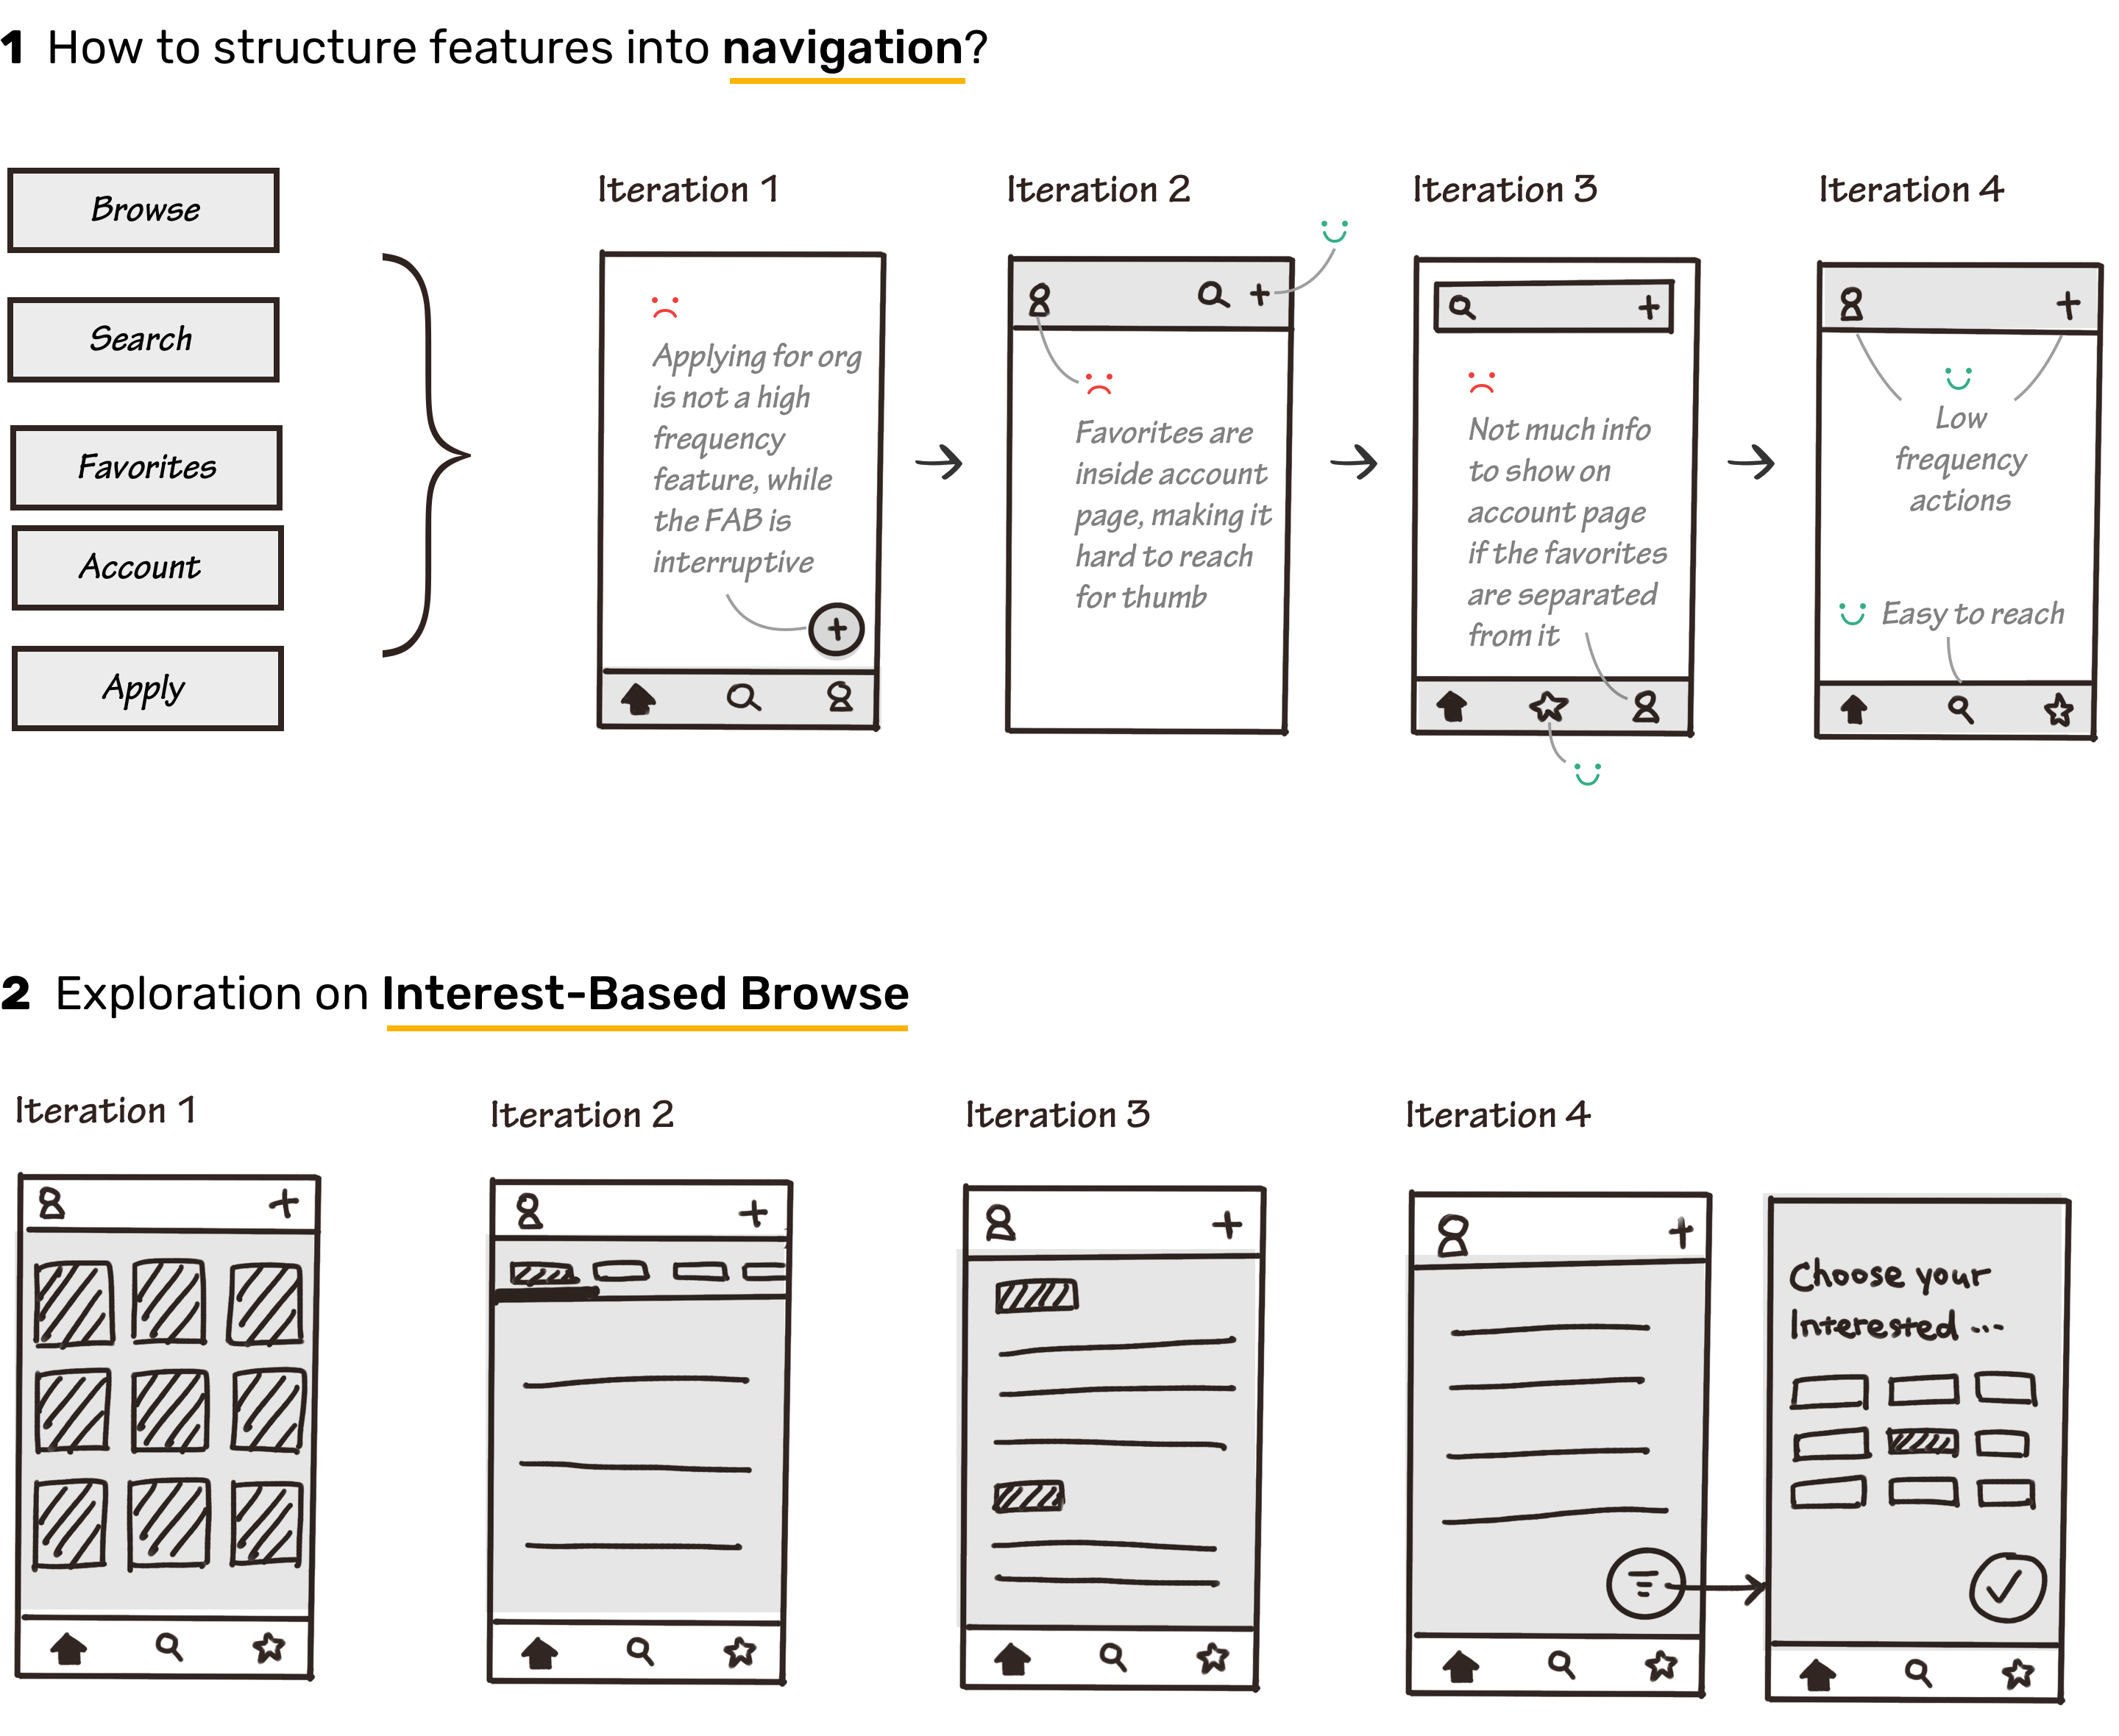 1 How to structure features into navigation?
Browse
Search
Favorites
Account
Apply
Iteration 1
Applying for org
is not a high
frequency
feature, while
the FAB is
interruptive
Iteration 2
Favorites are
inside account
page, making it
hard to reach
for thumb
Iteration 3
Not much info
to show on
account page
if the favorites
are separated
from it
Iteration 4
Low
frequency
actions
Easy to reach
2 Exploration on Interest-Based Browse
Iteration 1
Iteration 2
Iteration 3
Iteration 4
Choose your
Interested ...